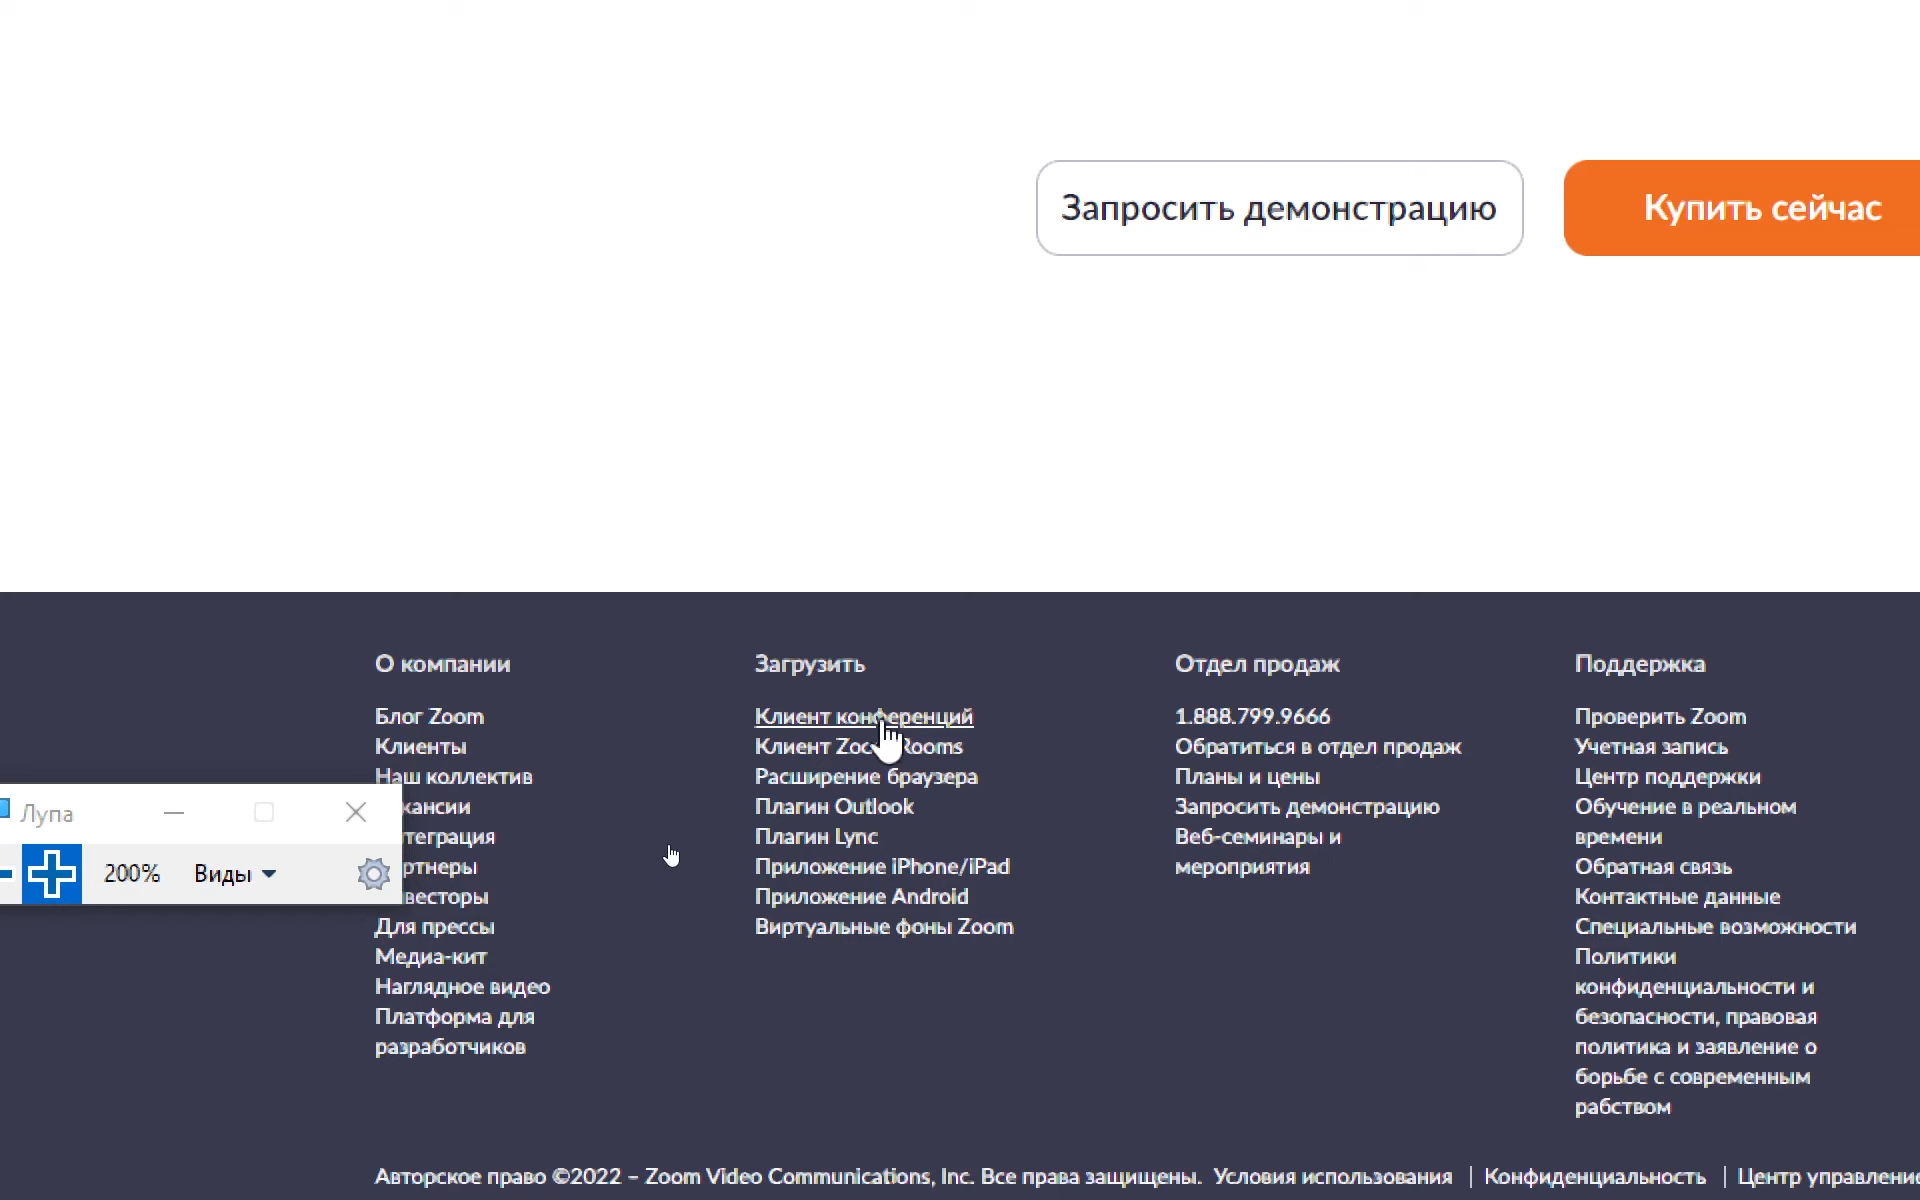 Запросить демонстрацию
Купить сейчас
О компании
Блог Zoom
Клиенты
Наш коллектив
кансии
теграция
ртнеры
весторы
Для прессы
Медиа-кит
Наглядное видео
Платформа для
разработчиков
Загрузить
Клиент конференций
Клиент Zoo Rooms
Расширение браузера
Плагин Outlook
Плагин Lync
Приложение iPhone/iPad
Приложение Android
Виртуальные фоны Zoom
Отдел продаж
1.888.799.9666
Обратиться в отдел продаж
Планы и цены
Запросить демонстрацию
Веб-семинары и
мероприятия
Поддержка
Проверить Zoom
Учетная запись
Центр поддержки
Обучение в реальном
времени
Обратная связь
Контактные данные
Специальные возможности
Политики
конфиденциальности и
безопасности, правовая
политика и заявление о
борьбе с современным
рабством
Лупа
200% Виды
Авторское право ©2022 – Zoom Video Communications, Inc. Все права защищены. Условия использования | Конфиденциальность | Центр управлени